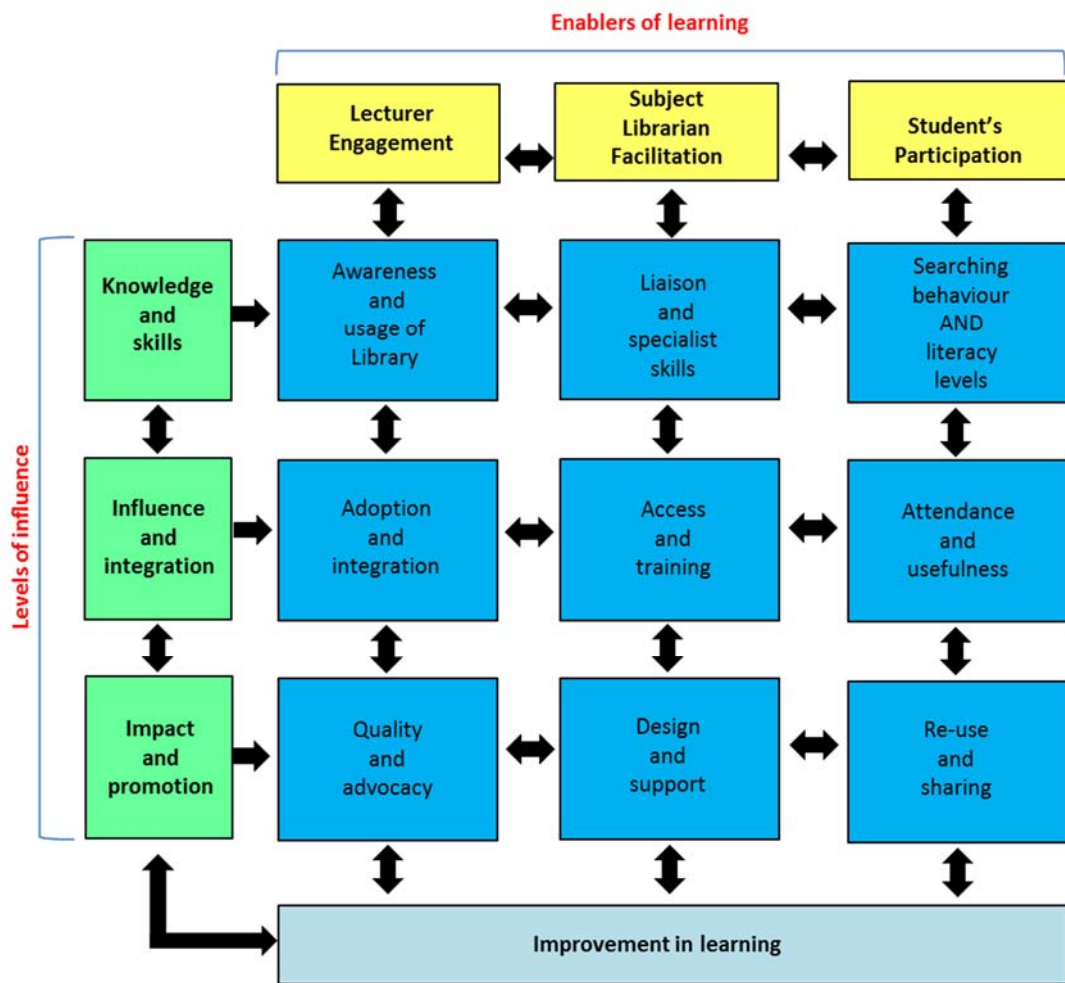 Enablers of learning
Lecturer
Engagement
Subject
Librarian
Facilitation
Student's
Participation
Levels of influence
Knowledge
and
skills
Awareness
and
usage of
Library
Liaison
and
specialist
skills
Searching
behaviour
AND
literacy
levels
Influence
and
integration
Adoption
and
integration
Access
and
training
Attendance
and
usefulness
Impact
and
promotion
Quality
and
advocacy
Design
and
support
Re-use
and
sharing
Improvement in learning